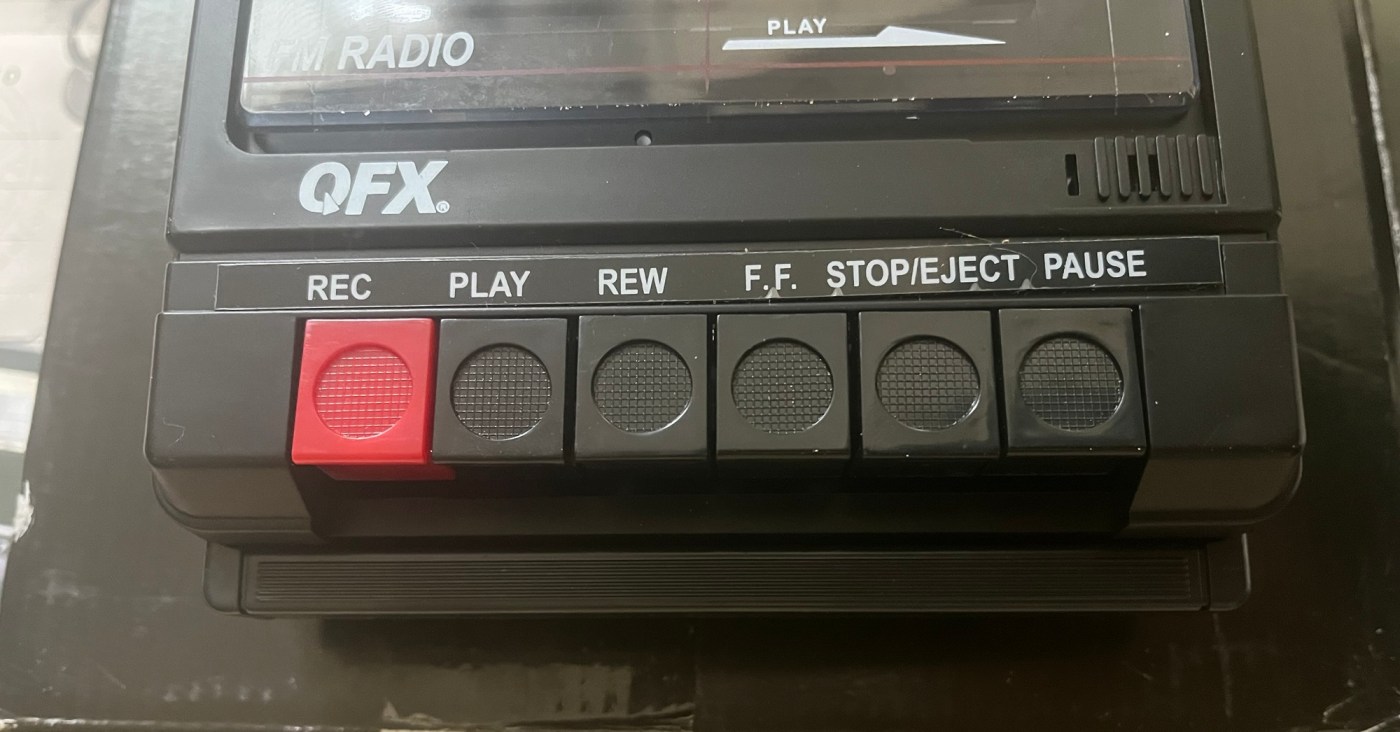 PLAY
FM RADIO
QFX®
REC PLAY REW F.F. STOP/EJECT PAUSE